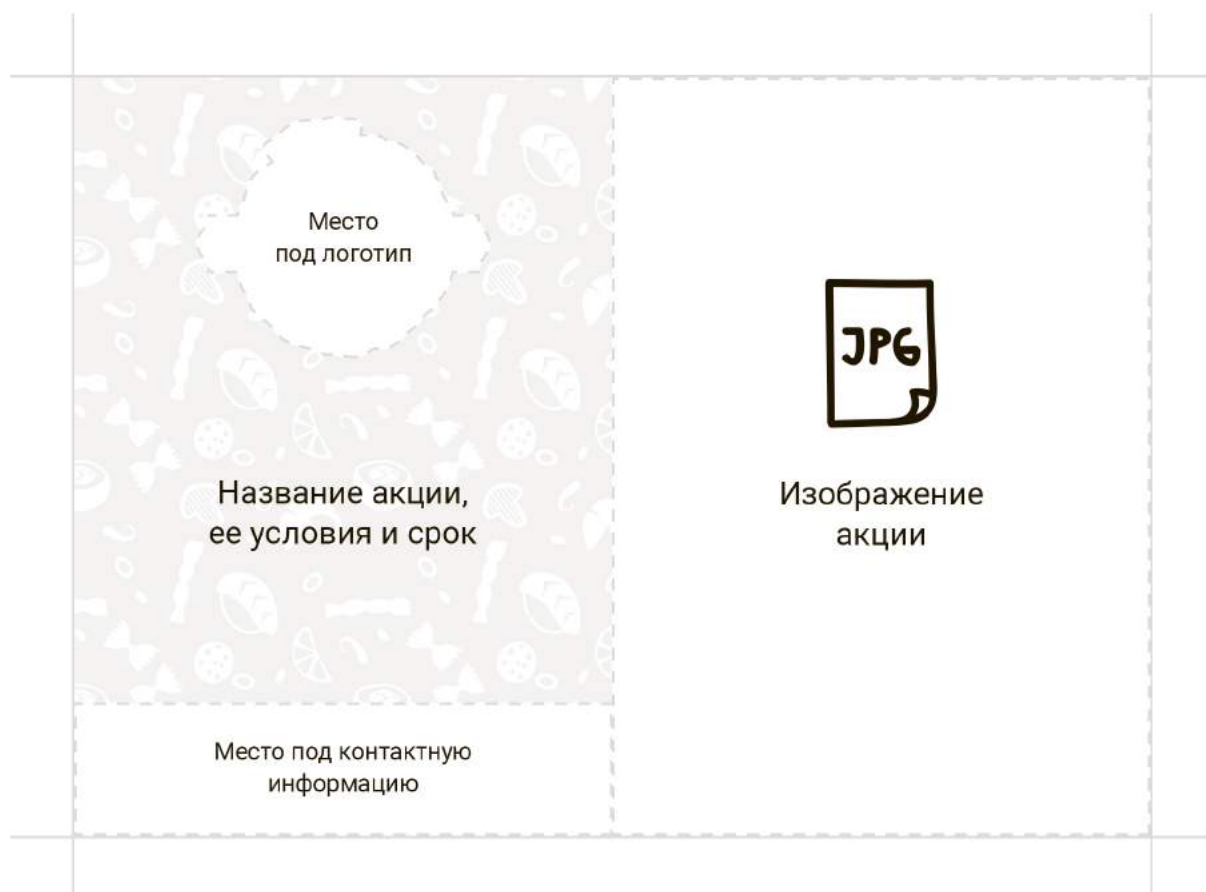 Место
под логотип
JPG
Название акции,
ее условия и срок
Изображение
акции
Место под контактную
информацию